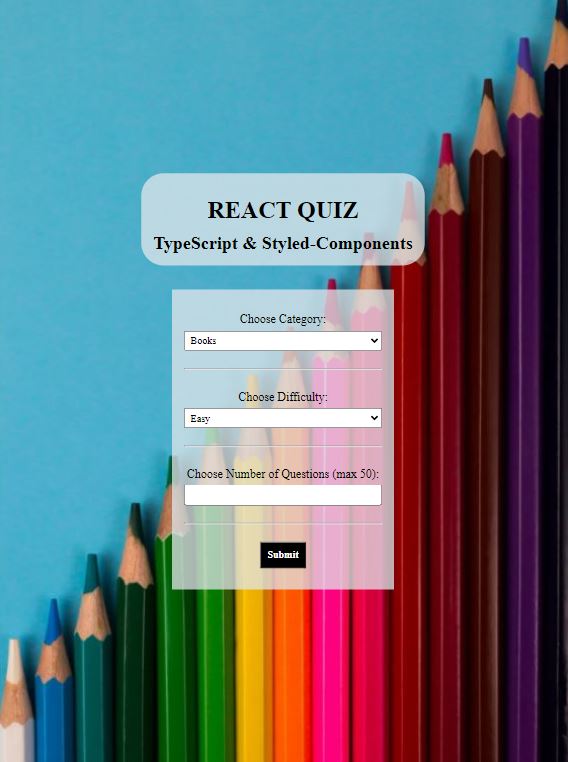 REACT QUIZ
TypeScript & Styled-Components
Choose Category:
Books
Choose Difficulty:
Easy
Choose Number of Questions (max 50):
Submit